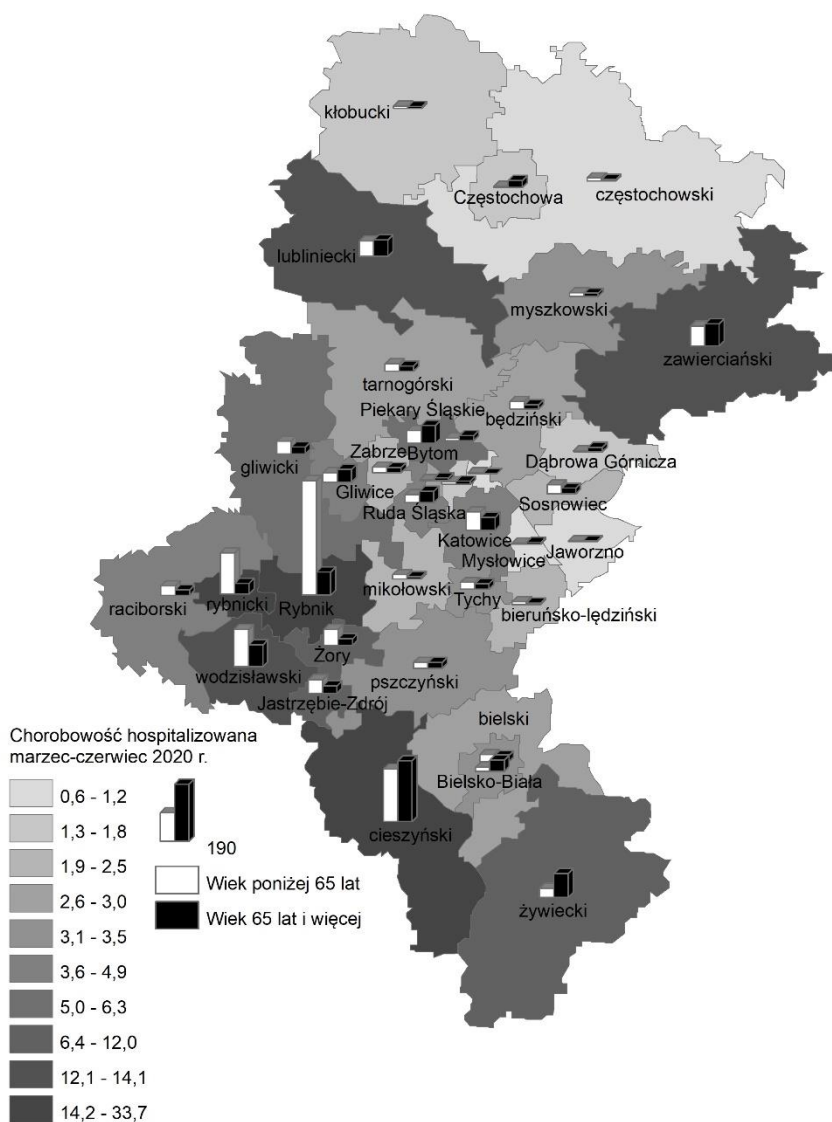 kłobucki
Częstochowa
częstochowski
lubliniecki
myszkowski
zawierciański
tarnogórski
Piekary Śląskie
będziński
gliwicki
Zabrze
Bytom
Dąbrowa Górnicza
Gliwice
Ruda Śląska
Sosnowiec
Katowice
Mysłowice
Jaworzno
raciborski
rybnicki
Rybnik
mikołowski
Tychy
bieruńsko-lędziński
wodzisławski
Żory
pszczyński
Jastrzębie-Zdrój
bielski
Bielsko-Biała
cieszyński
żywiecki
Chorobowość hospitalizowana
marzec-czerwiec 2020 r.
0,6 - 1,2
1,3 - 1,8
1,9 - 2,5
2,6 - 3,0
3,1 - 3,5
3,6 - 4,9
5,0 - 6,3
6,4 - 12,0
12,1 - 14,1
14,2 - 33,7
190
Wiek poniżej 65 lat
Wiek 65 lat i więcej